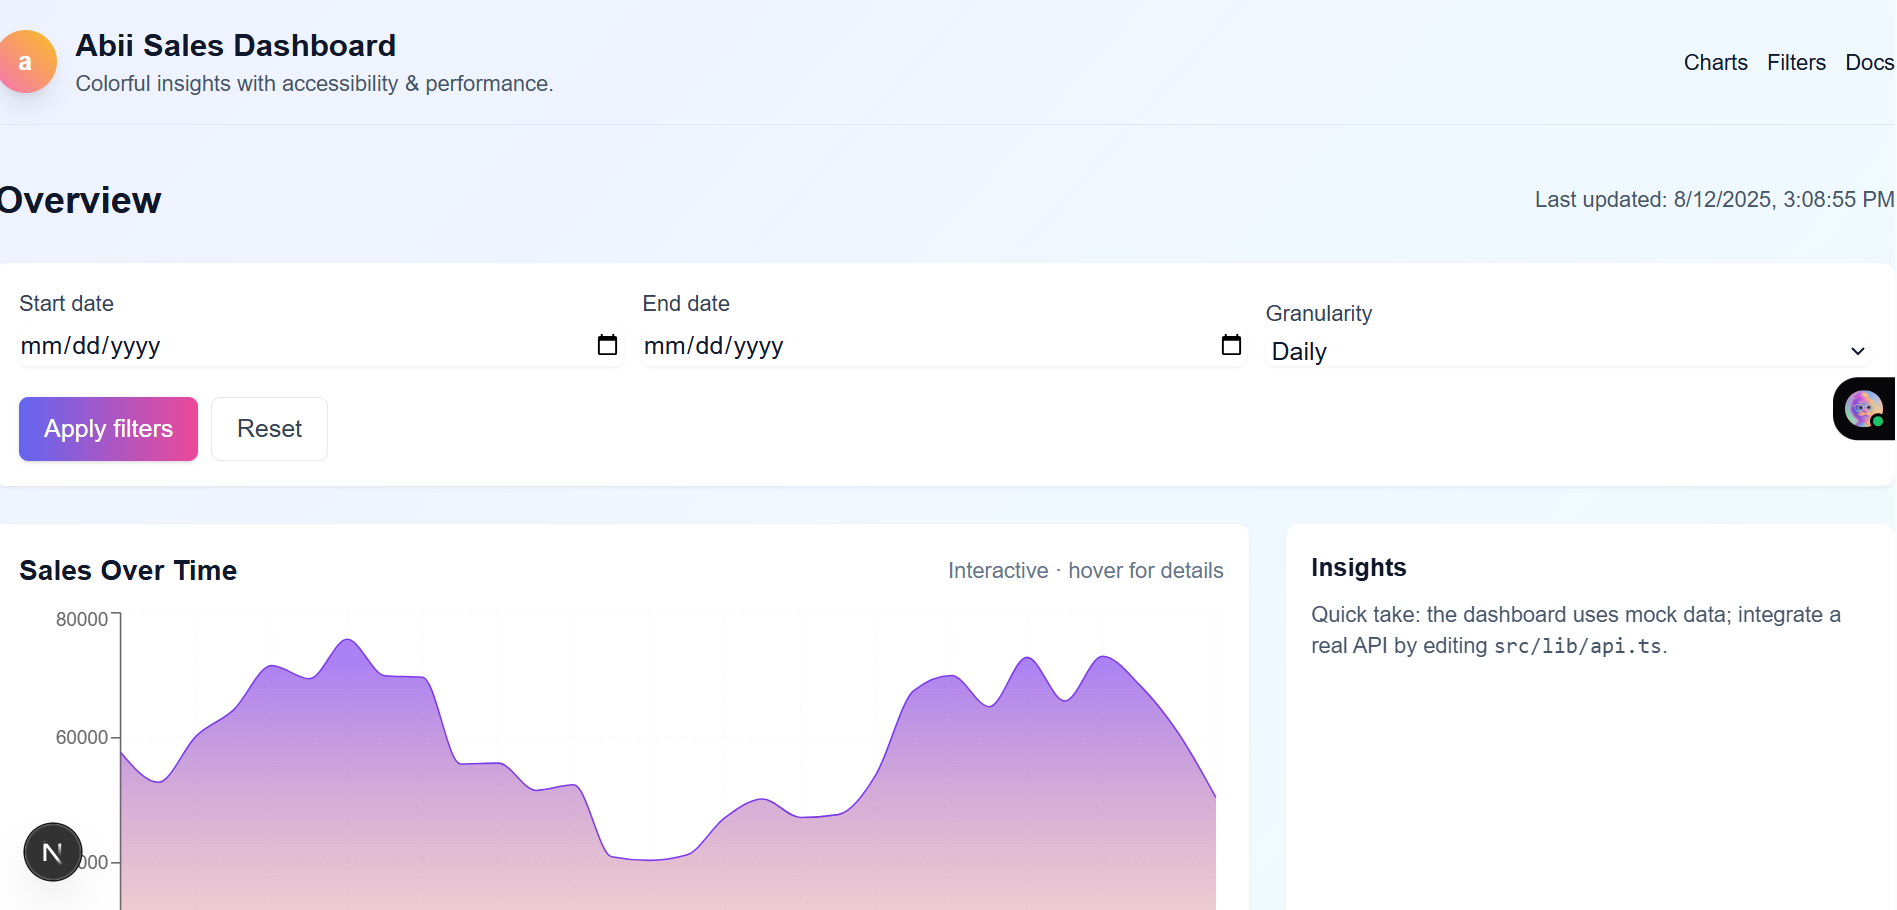 a
Abii Sales Dashboard
Colorful insights with accessibility & performance.
Charts Filters Docs
Overview
Last updated: 8/12/2025, 3:08:55 PM
Start date
mm/dd/yyyy
End date
mm/dd/yyyy
Granularity
Daily
Apply filters
Reset
Sales Over Time
Interactive · hover for details
80000
60000
000
N
Insights
Quick take: the dashboard uses mock data; integrate a
real API by editing src/lib/api.ts.